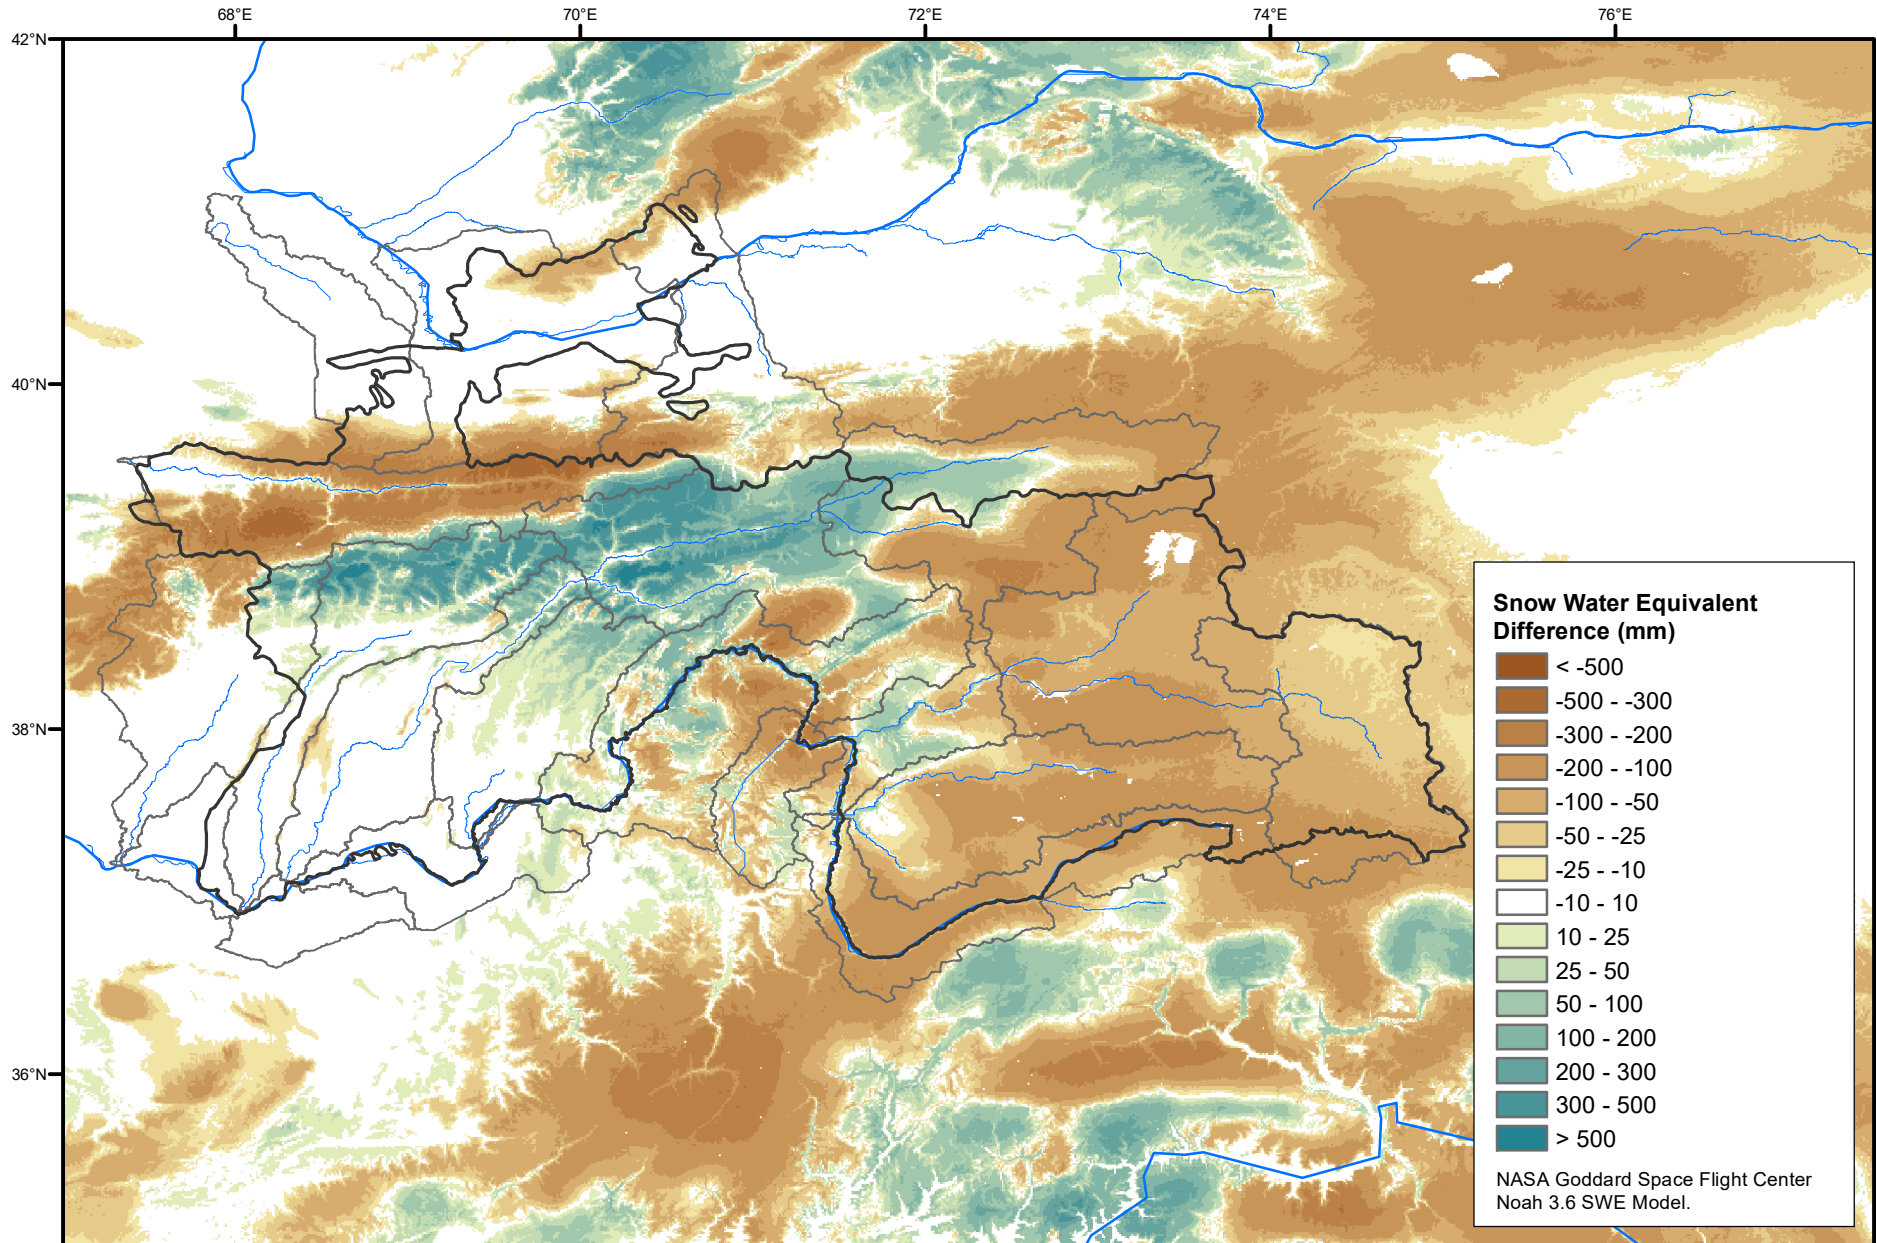 68°E
70°E
72°E
74°E
76°E
42°N
40°N
38°N
36°N
Snow Water Equivalent
Difference (mm)
< -500
-500 - -300
-300 - -200
-200 - -100
-100 - -50
-50 - -25
-25 - -10
-10 - 10
10 - 25
25 - 50
50 - 100
100 - 200
200 - 300
300 - 500
> 500
NASA Goddard Space Flight Center
Noah 3.6 SWE Model.